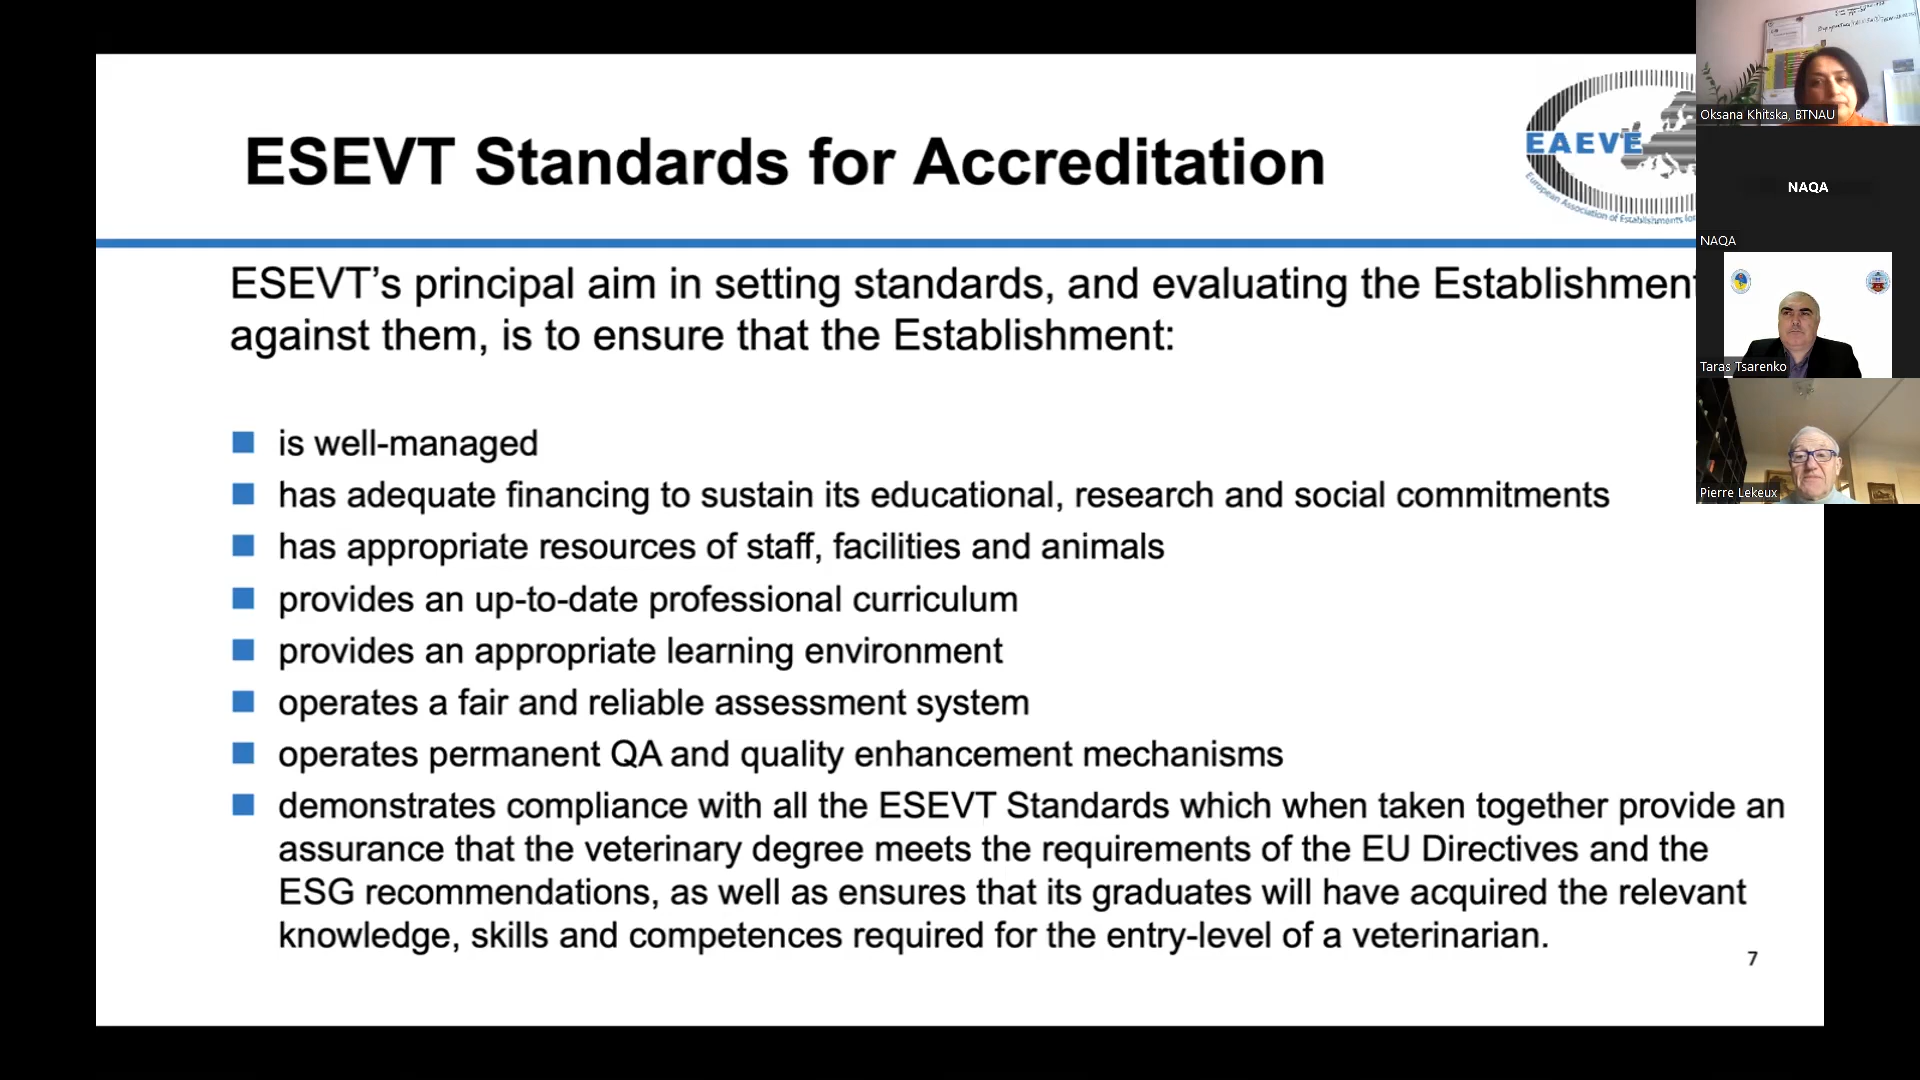 ESEVT Standards for Accreditation
EAEVE
European Association of Establishments for
ESEVT’s principal aim in setting standards, and evaluating the Establishment
against them, is to ensure that the Establishment:
is well-managed
has adequate financing to sustain its educational, research and social commitments
has appropriate resources of staff, facilities and animals
provides an up-to-date professional curriculum
provides an appropriate learning environment
operates a fair and reliable assessment system
operates permanent QA and quality enhancement mechanisms
demonstrates compliance with all the ESEVT Standards which when taken together provide an
assurance that the veterinary degree meets the requirements of the EU Directives and the
ESG recommendations, as well as ensures that its graduates will have acquired the relevant
knowledge, skills and competences required for the entry-level of a veterinarian.
7
Oksana Khitska, BTNAU
NAQA
NAQA
Taras Tsarenko
Pierre Lekeux